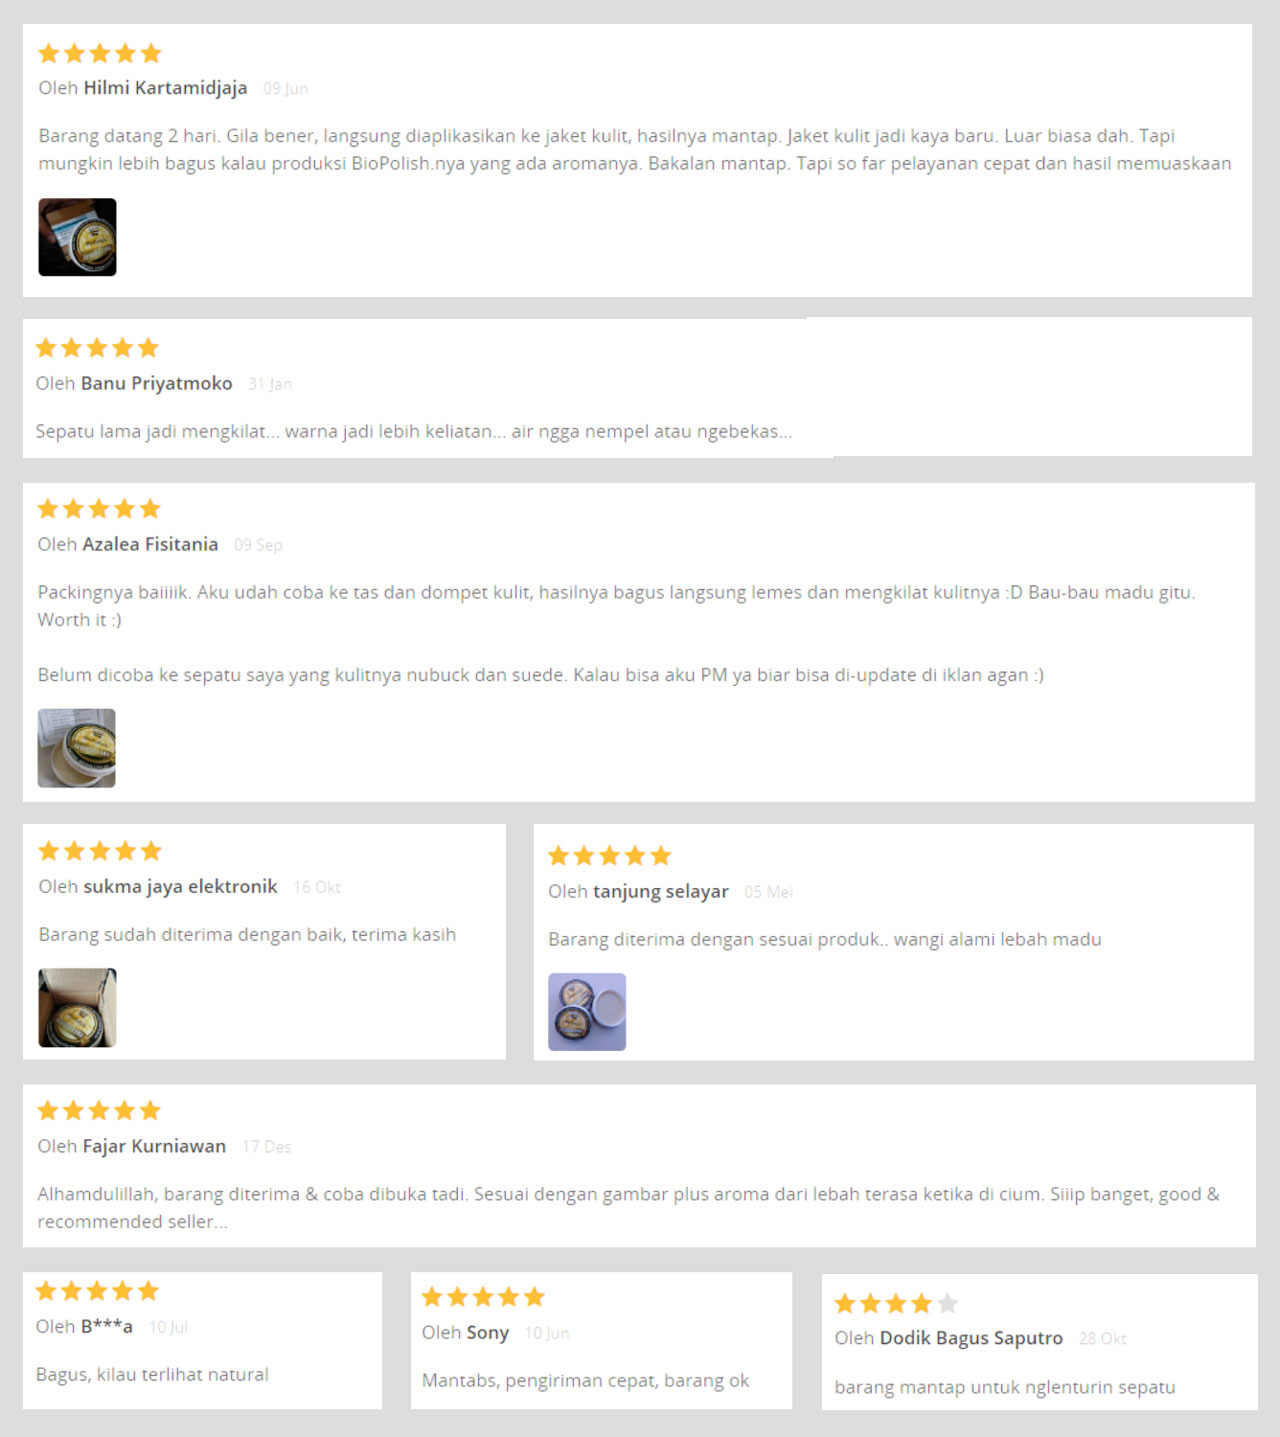 Oleh Hilmi Kartamidjaja 09 Jun
Barang datang 2 hari. Gila bener, langsung diaplikasikan ke jaket kulit, hasilnya mantap. Jaket kulit jadi kaya baru. Luar biasa dah. Tapi
mungkin lebih bagus kalau produksi BioPolish.nya yang ada aromanya. Bakalan mantap. Tapi so far pelayanan cepat dan hasil memuaskaan
Oleh Banu Priyatmoko 31 Jan
Sepatu lama jadi mengkilat... warna jadi lebih keliatan... air ngga nempel atau ngebekas...
Oleh Azalea Fisitania 09 Sep
Packingnya baiiiik. Aku udah coba ke tas dan dompet kulit, hasilnya bagus langsung lemes dan mengkilat kulitnya :D Bau-bau madu gitu.
Worth it :)
Belum dicoba ke sepatu saya yang kulitnya nubuck dan suede. Kalau bisa aku PM ya biar bisa di-update di iklan agan :)
Oleh sukma jaya elektronik 16 Okt
Barang sudah diterima dengan baik, terima kasih
Oleh tanjung selayar 05 Mei
Barang diterima dengan sesuai produk.. wangi alami lebah madu
Oleh Fajar Kurniawan 17 Des
Alhamdulillah, barang diterima & coba dibuka tadi. Sesuai dengan gambar plus aroma dari lebah terasa ketika di cium. Siiip banget, good &
recommended seller...
Oleh B***a 10 Jul
Bagus, kilau terlihat natural
Oleh Sony 10 Jun
Mantabs, pengiriman cepat, barang ok
Oleh Dodik Bagus Saputro 28 Okt
barang mantap untuk nglenturin sepatu